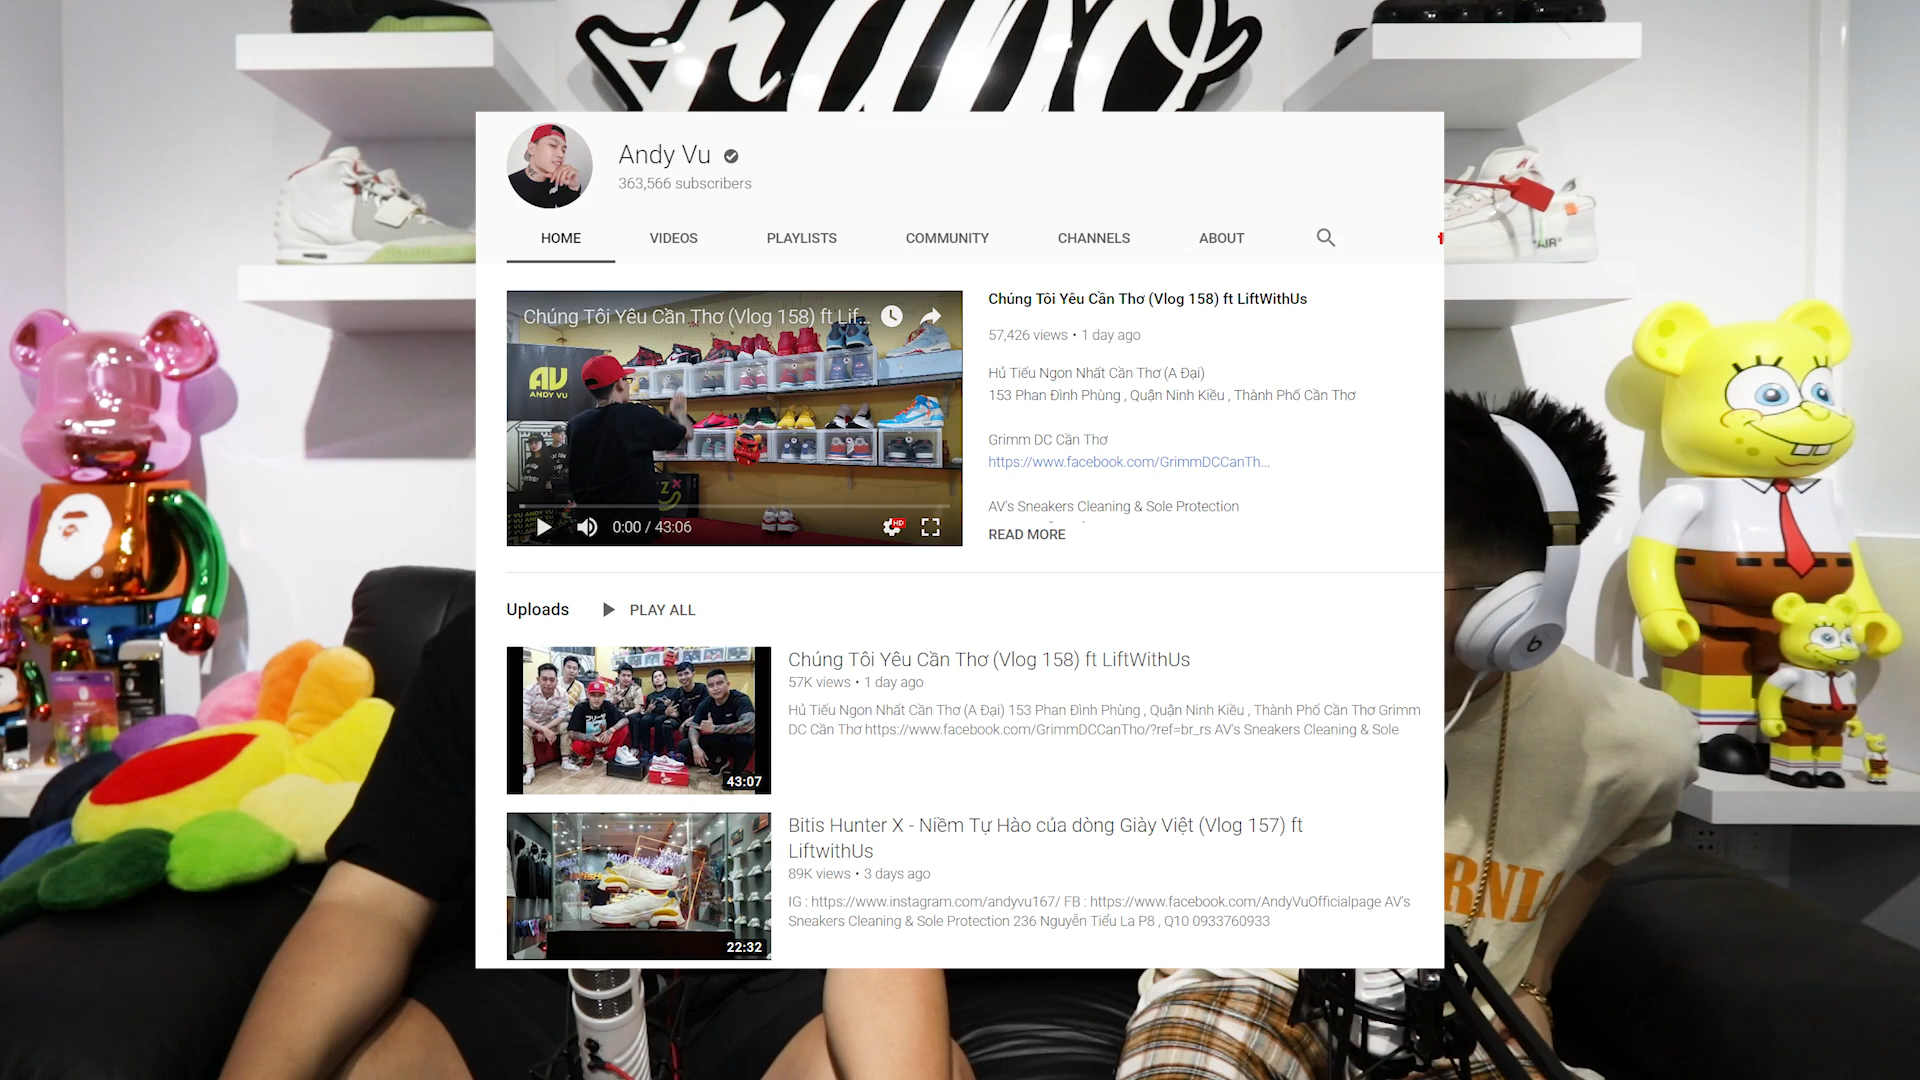 Andy Vu
363,566 subscribers
HOME VIDEOS PLAYLISTS COMMUNITY CHANNELS ABOUT
Chúng Tôi Yêu Cần Thơ (Vlog 158) ft Lif...
AV
ANDY VU
0:00 / 43:06
HD
Chúng Tôi Yêu Cần Thơ (Vlog 158) ft LiftWithUs
57,426 views • 1 day ago
Hủ Tiếu Ngon Nhất Cần Thơ (A Đại)
153 Phan Đình Phùng , Quận Ninh Kiều , Thành Phố Cần Thơ
Grimm DC Cần Thơ
https://www.facebook.com/GrimmDCCanTh...
AV's Sneakers Cleaning & Sole Protection
READ MORE
Uploads PLAY ALL
43:07
Chúng Tôi Yêu Cần Thơ (Vlog 158) ft LiftWithUs
57K views • 1 day ago
Hủ Tiếu Ngon Nhất Cần Thơ (A Đại) 153 Phan Đình Phùng , Quận Ninh Kiều , Thành Phố Cần Thơ Grimm
DC Cần Thơ https://www.facebook.com/GrimmDCCanTho/?ref=br_rs AV's Sneakers Cleaning & Sole
22:32
Bitis Hunter X - Niềm Tự Hào của dòng Giày Việt (Vlog 157) ft
LiftwithUs
89K views • 3 days ago
IG : https://www.instagram.com/andyvu167/ FB : https://www.facebook.com/AndyVuOfficialpage AV's
Sneakers Cleaning & Sole Protection 236 Nguyễn Tiểu La P8 , Q10 0933760933
"AIR"
b